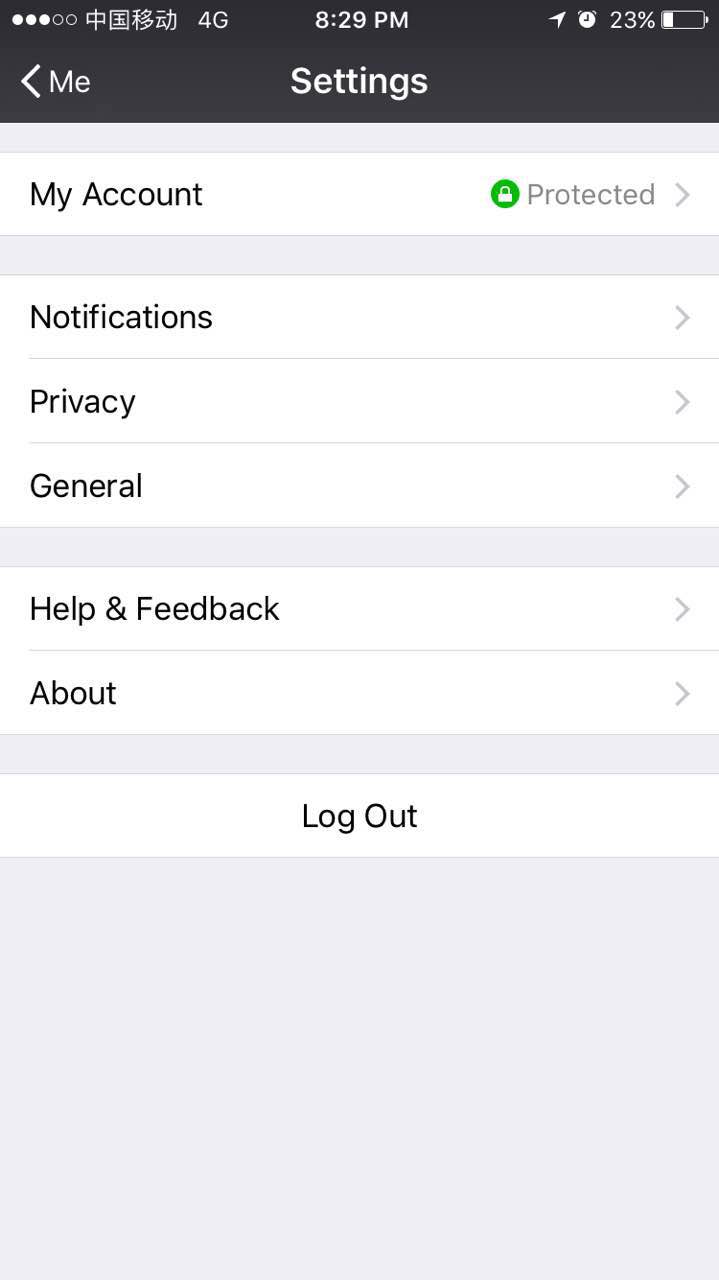 中国移动 4G 8:29 PM 23%
Me Settings
My Account Protected
Notifications
Privacy
General
Help & Feedback
About
Log Out